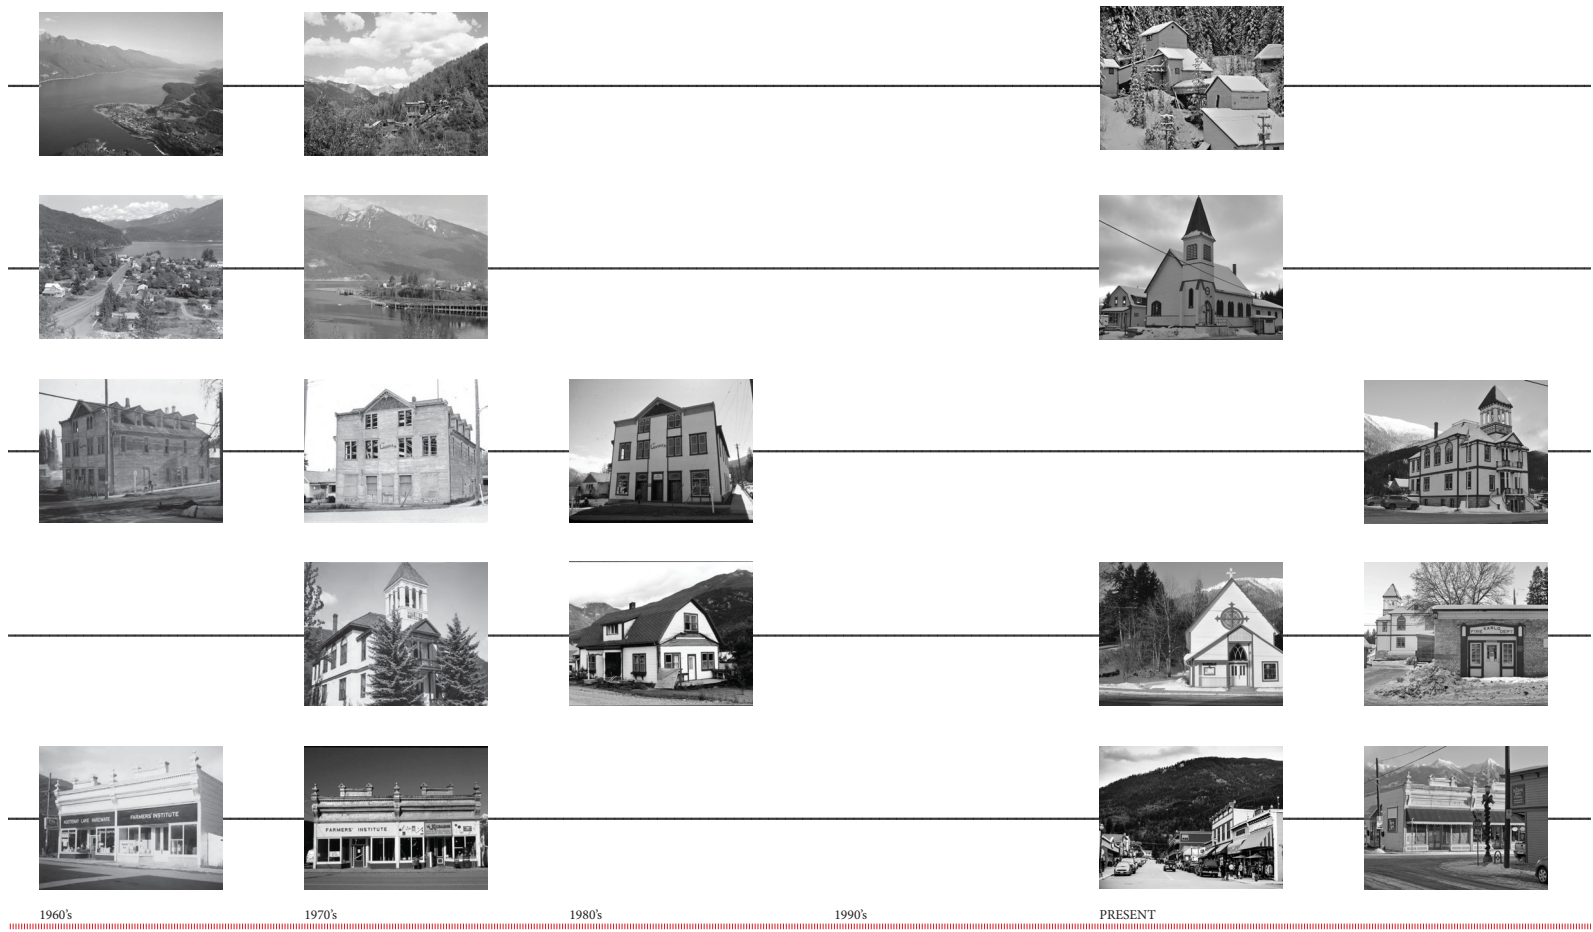 KOOTENAY LAKE HARDWARE
FARMERS' INSTITUTE
FARMERS' INSTITUTE
KASLO
FIRE DEPT
1960's
1970's
1980's
1990's
PRESENT